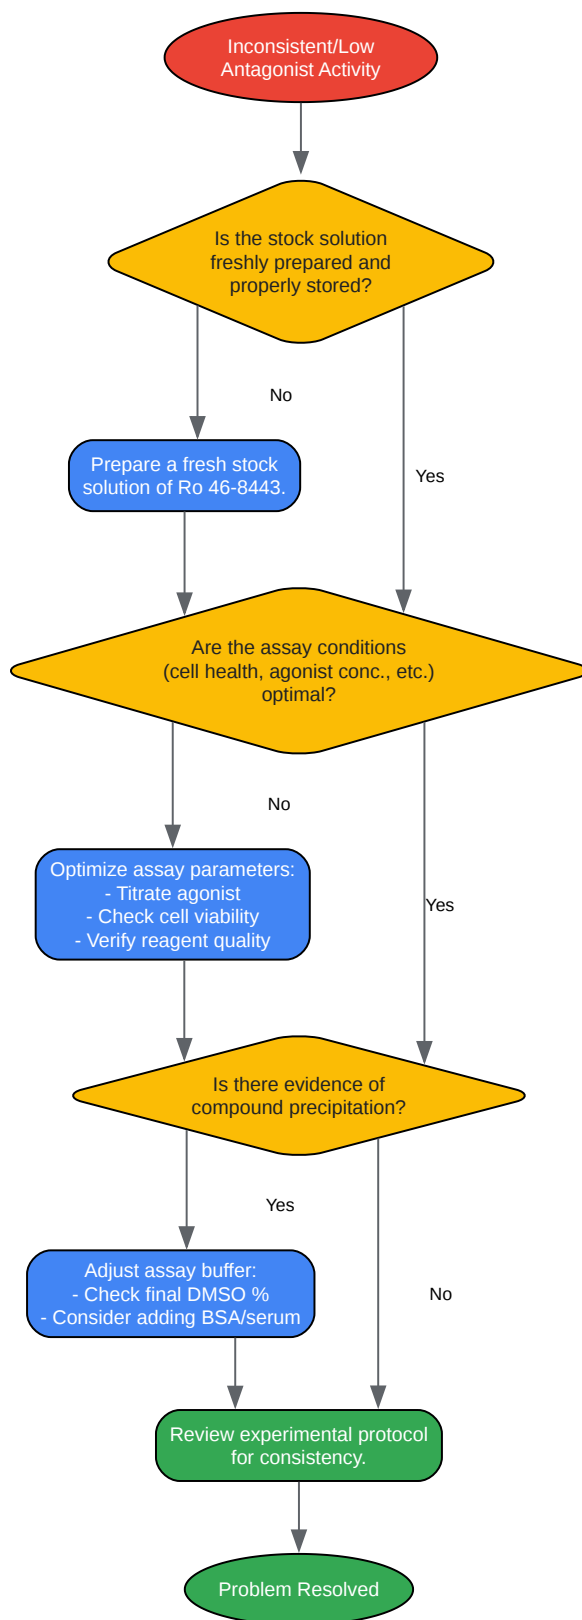 Inconsistent/Low
Antagonist Activity
Is the stock solution
freshly prepared and
properly stored?
No
Prepare a fresh stock
solution of Ro 46-8443.
Yes
Are the assay conditions
(cell health, agonist conc., etc.)
optimal?
No
Optimize assay parameters:
- Titrate agonist
- Check cell viability
- Verify reagent quality
Yes
Is there evidence of
compound precipitation?
Yes
Adjust assay buffer:
- Check final DMSO %
- Consider adding BSA/serum
No
Review experimental protocol
for consistency.
Problem Resolved